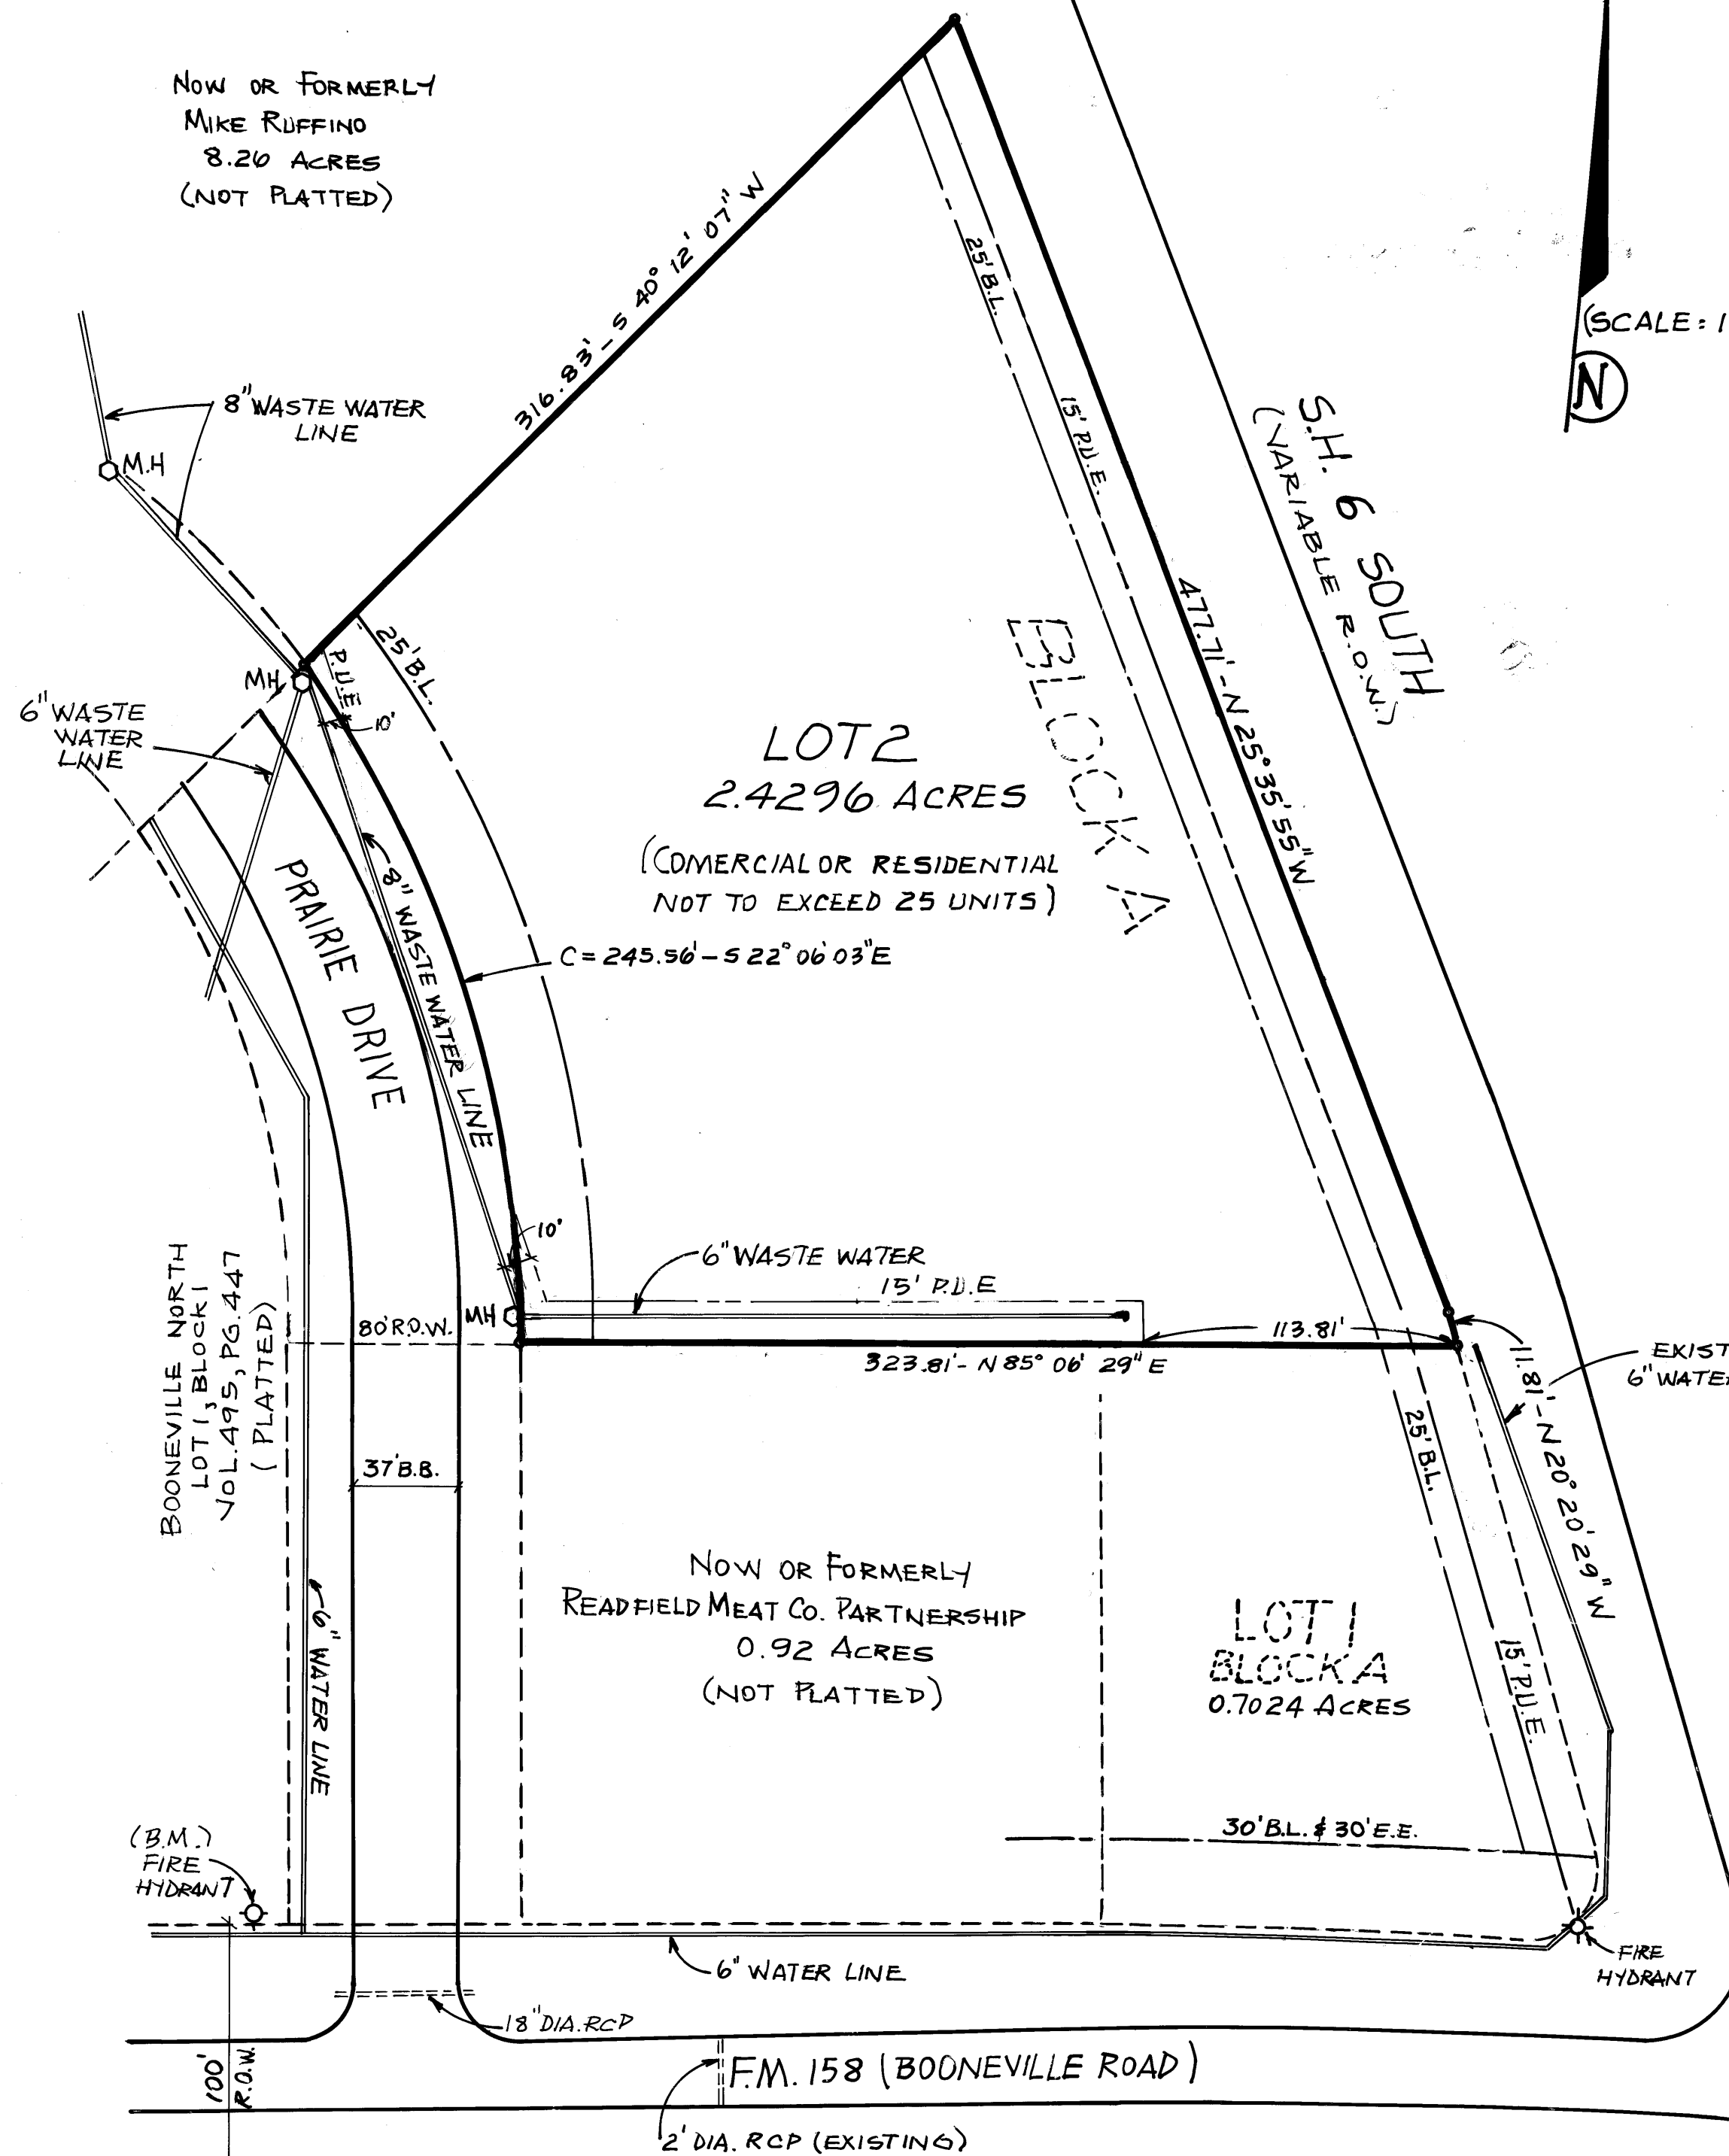 NOW OR FORMERLY
MIKE RUFFINO
8.26 ACRES
(NOT PLATTED)
316.83' - S 40° 12' 07" W
(SCALE: 1
N
8" WASTE WATER
LINE
M.H
25' B.L.
15' P.U.E.
S.H. 6 SOUTH
(VARIABLE R.O.W.)
477.71' - N 25° 35' 55" W
BLOCK A
MH
P.U.E
10'
25' B.L.
6" WASTE
WATER
LINE
LOT 2
2.4296 ACRES
(COMERCIAL OR RESIDENTIAL
NOT TO EXCEED 25 UNITS)
C = 245.56' - S 22° 06' 03" E
PRAIRIE DRIVE
8" WASTE WATER LINE
10'
6" WASTE WATER
15' P.U.E
MH
80' R.O.W.
113.81'
323.81' - N 85° 06' 29" E
11.81' - N 20° 20' 29" W
EXIST
6" WATER
BOONEVILLE NORTH
LOT 1, BLOCK 1
VOL. 495, PG. 447
(PLATTED)
37' B.B.
25' B.L.
NOW OR FORMERLY
READFIELD MEAT CO. PARTNERSHIP
0.92 ACRES
(NOT PLATTED)
LOT 1
BLOCK A
0.7024 ACRES
15' P.U.E.
6" WATER LINE
30' B.L. & 30' E.E.
(B.M.)
FIRE
HYDRANT
6" WATER LINE
FIRE
HYDRANT
18" DIA. RCP
100'
R.O.W.
F.M. 158 (BOONEVILLE ROAD)
2' DIA. RCP (EXISTING)